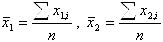 x̄₁ = ∑ x₁,ᵢ / n , x̄₂ = ∑ x₂,ᵢ / n